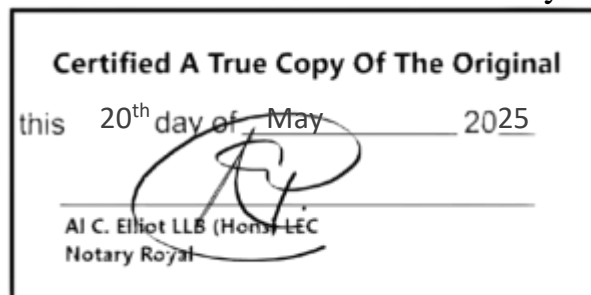 Certified A True Copy Of The Original
this 20th day of May 2025
Al C. Elliot LLB (Hons) LEC
Notary Royal